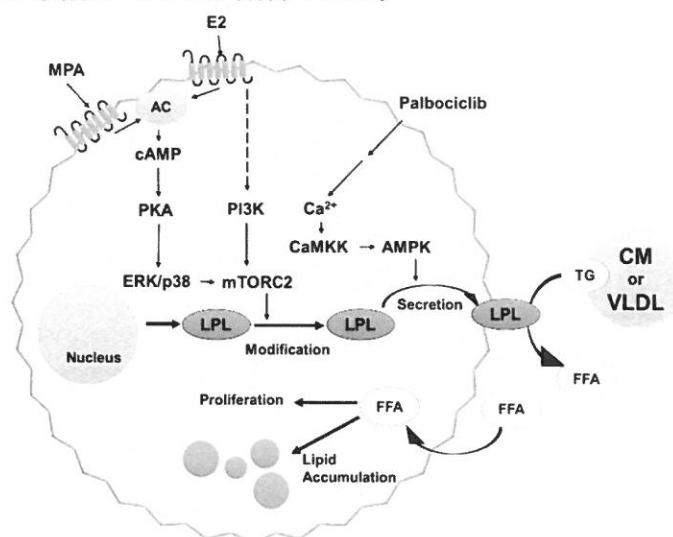 E2
MPA
AC
Palbociclib
cAMP
PKA
PI3K
Ca²⁺
CaMKK
AMPK
ERK/p38
mTORC2
CM
or
VLDL
TG
Secretion
LPL
LPL
LPL
Nucleus
Modification
FFA
Proliferation
FFA
FFA
Lipid
Accumulation